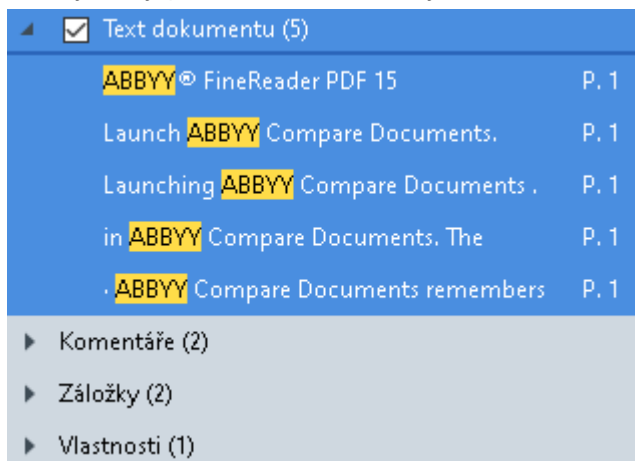 Text dokumentu (5)
ABBYY® FineReader PDF 15 P. 1
Launch ABBYY Compare Documents. P. 1
Launching ABBYY Compare Documents . P. 1
in ABBYY Compare Documents. The P. 1
· ABBYY Compare Documents remembers P. 1
Komentáře (2)
Záložky (2)
Vlastnosti (1)